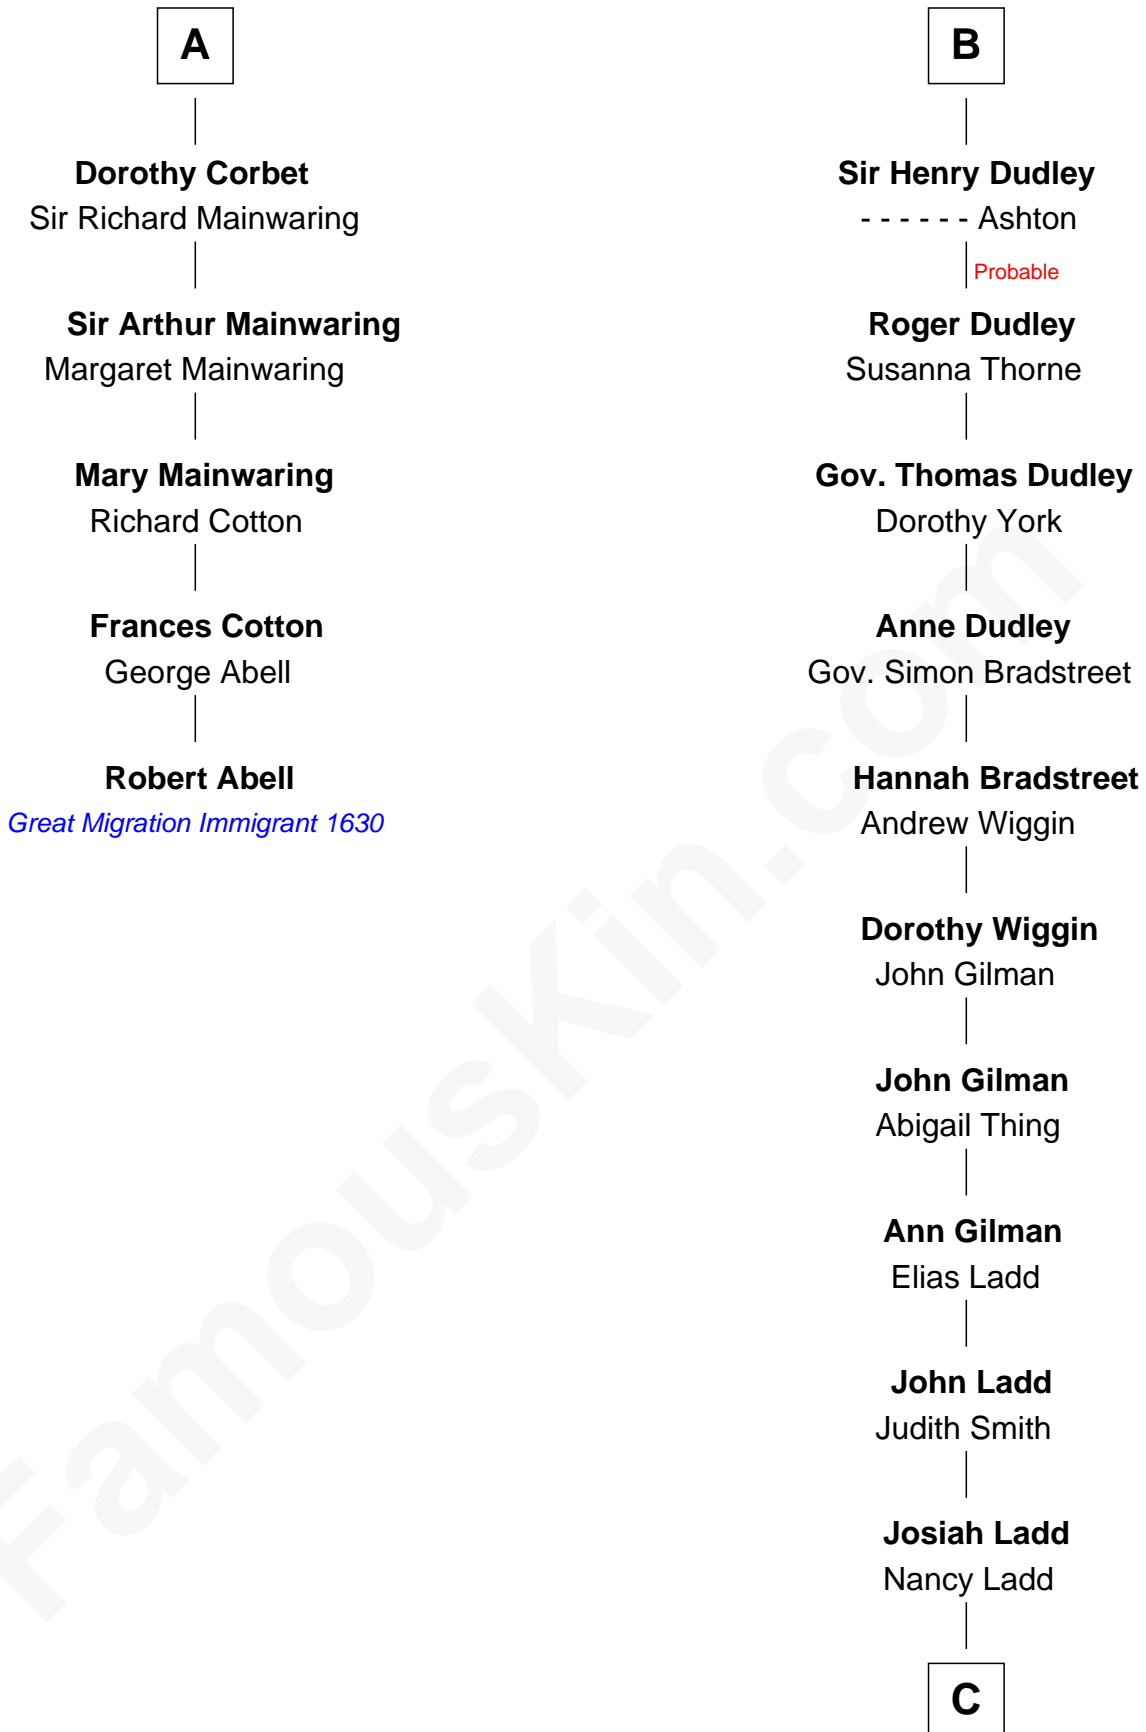 A
Dorothy Corbet
Sir Richard Mainwaring
Sir Arthur Mainwaring
Margaret Mainwaring
Mary Mainwaring
Richard Cotton
Frances Cotton
George Abell
Robert Abell
Great Migration Immigrant 1630
B
Sir Henry Dudley
- - - - - - Ashton
Probable
Roger Dudley
Susanna Thorne
Gov. Thomas Dudley
Dorothy York
Anne Dudley
Gov. Simon Bradstreet
Hannah Bradstreet
Andrew Wiggin
Dorothy Wiggin
John Gilman
John Gilman
Abigail Thing
Ann Gilman
Elias Ladd
John Ladd
Judith Smith
Josiah Ladd
Nancy Ladd
C
FamousKin.com